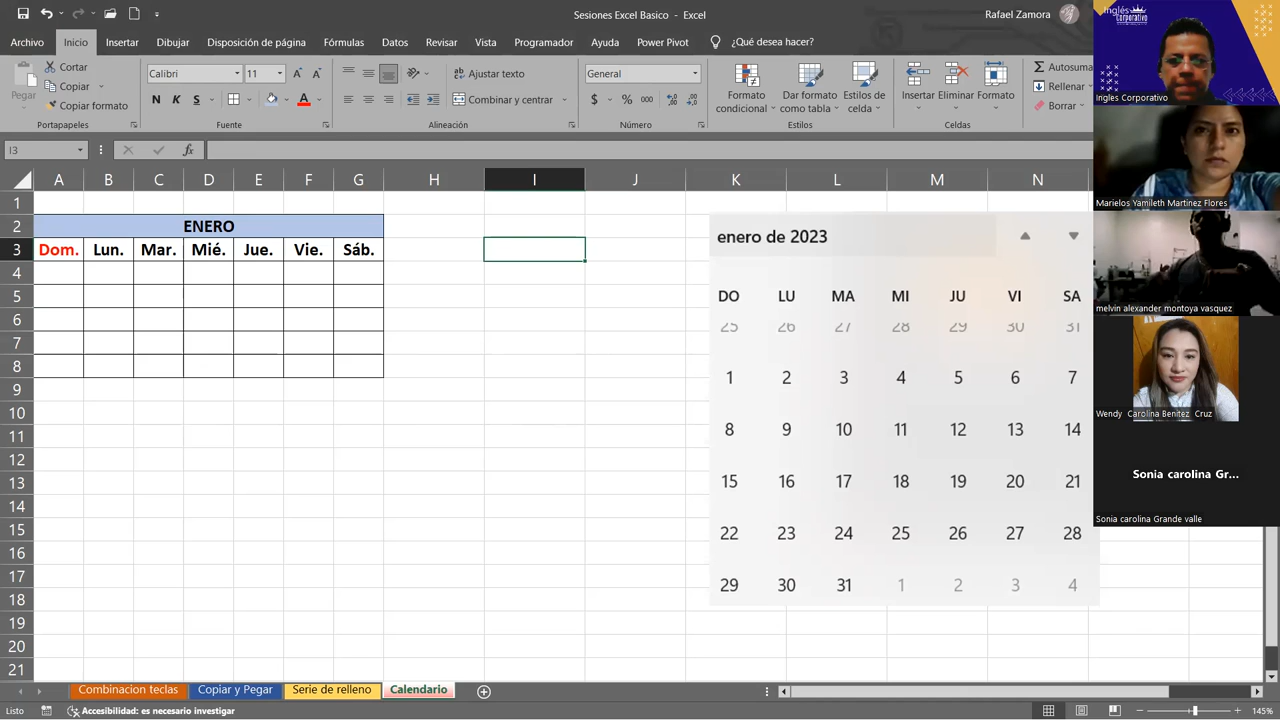 Sesiones Excel Basico - Excel
Rafael Zamora
Archivo Inicio Insertar Dibujar Disposición de página Fórmulas Datos Revisar Vista Programador Ayuda Power Pivot ¿Qué desea hacer?
Pegar
Cortar
Copiar
Copiar formato
Portapapeles
Calibri 11
N K S
Fuente
Ajustar texto
Combinar y centrar
Alineación
General
$ % 000
Número
Formato condicional
Dar formato como tabla
Estilos de celda
Estilos
Insertar Eliminar Formato
Celdas
Autosuma
Rellenar
Borrar
I3
fx
A B C D E F G H I J K L M N
1
2 ENERO
3 Dom. Lun. Mar. Mié. Jue. Vie. Sáb.
4
5
6
7
8
9
10
11
12
13
14
15
16
17
18
19
20
21
enero de 2023
DO LU MA MI JU VI SA
25 26 27 28 29 30 31
1 2 3 4 5 6 7
8 9 10 11 12 13 14
15 16 17 18 19 20 21
22 23 24 25 26 27 28
29 30 31 1 2 3 4
Inglés Corporativo
Ingles Corporativo
Marielos Yamileth Martinez Flores
melvin alexander montoya vasquez
Wendy Carolina Benitez Cruz
Sonia carolina Gr...
Sonia carolina Grande valle
Combinacion teclas Copiar y Pegar Serie de relleno Calendario
Listo Accesibilidad: es necesario investigar
145%